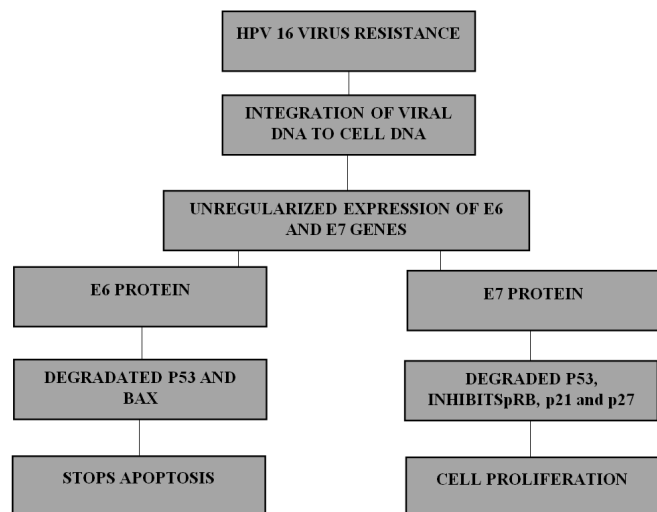 HPV 16 VIRUS RESISTANCE
INTEGRATION OF VIRAL
DNA TO CELL DNA
UNREGULARIZED EXPRESSION OF E6
AND E7 GENES
E6 PROTEIN
E7 PROTEIN
DEGRADATED P53 AND
BAX
DEGRADED P53,
INHIBITSpRB, p21 and p27
STOPS APOPTOSIS
CELL PROLIFERATION